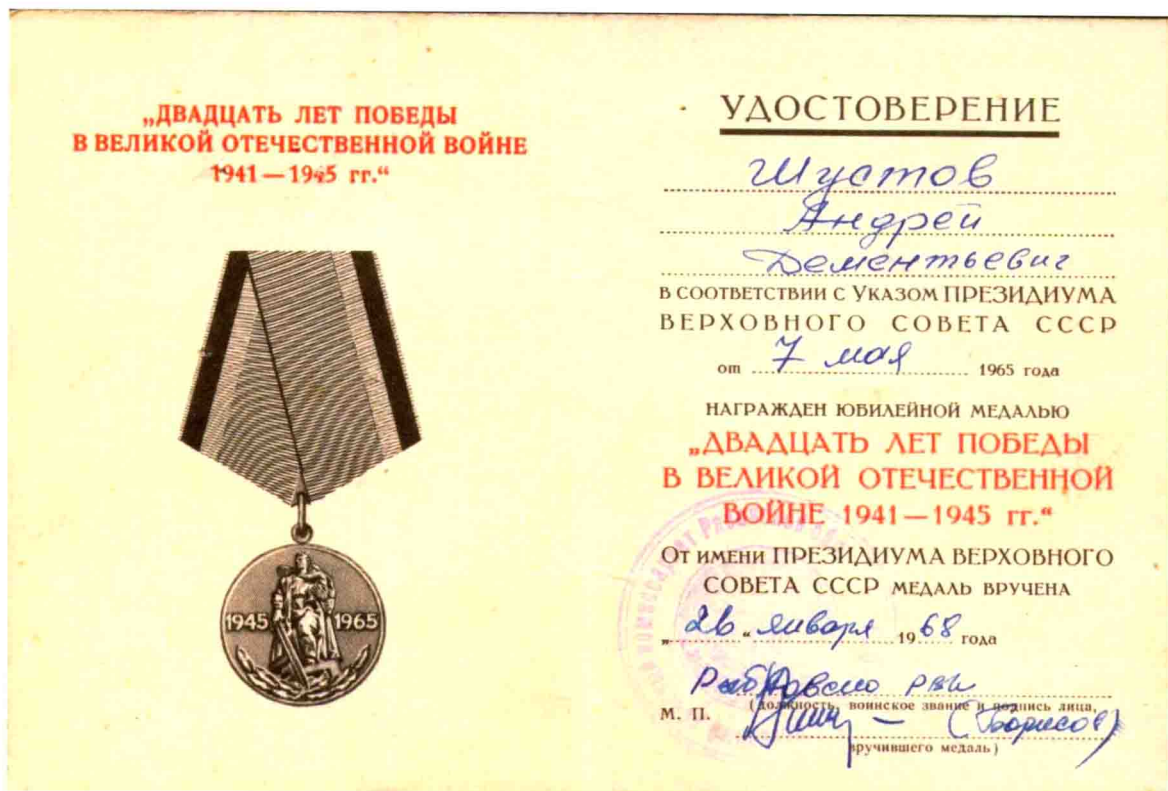 „ДВАДЦАТЬ ЛЕТ ПОБЕДЫ
В ВЕЛИКОЙ ОТЕЧЕСТВЕННОЙ ВОЙНЕ
1941 — 1945 гг.“
1945 1965
УДОСТОВЕРЕНИЕ
Шустов
Андрей
Дементьевич
В СООТВЕТСТВИИ С УКАЗОМ ПРЕЗИДИУМА
ВЕРХОВНОГО СОВЕТА СССР
от 7 мая 1965 года
НАГРАЖДЕН ЮБИЛЕЙНОЙ МЕДАЛЬЮ
„ДВАДЦАТЬ ЛЕТ ПОБЕДЫ
В ВЕЛИКОЙ ОТЕЧЕСТВЕННОЙ
ВОЙНЕ 1941 — 1945 гг.“
ОТ ИМЕНИ ПРЕЗИДИУМА ВЕРХОВНОГО
СОВЕТА СССР МЕДАЛЬ ВРУЧЕНА
„26“ января 1968 года
РВК
(должность, воинское звание и подпись лица,
М. П. (Борисов)
вручившего медаль)